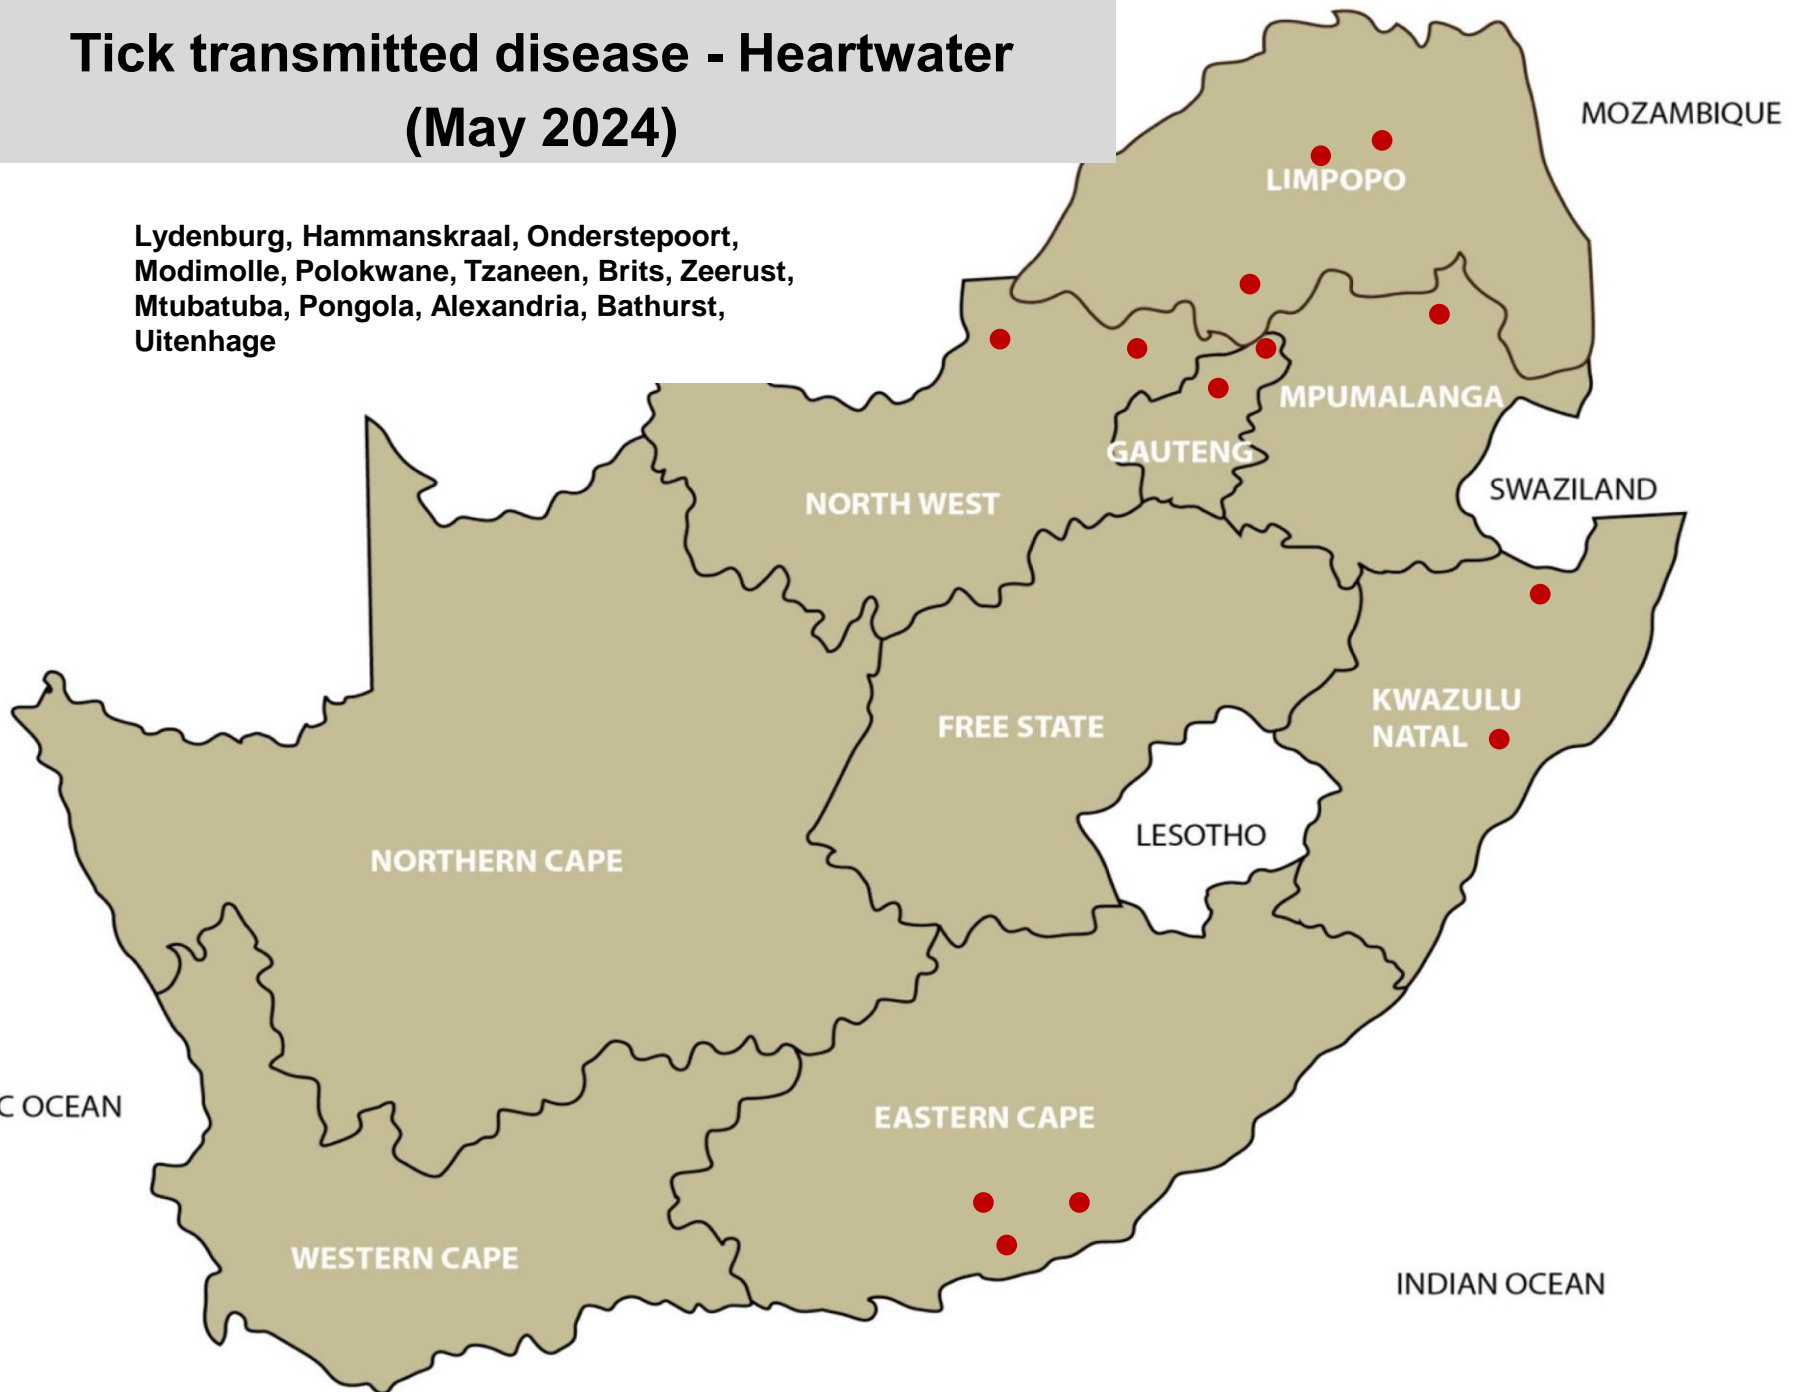 Tick transmitted disease - Heartwater
(May 2024)
Lydenburg, Hammanskraal, Onderstepoort,
Modimolle, Polokwane, Tzaneen, Brits, Zeerust,
Mtubatuba, Pongola, Alexandria, Bathurst,
Uitenhage
MOZAMBIQUE
LIMPOPO
MPUMALANGA
GAUTENG
SWAZILAND
NORTH WEST
KWAZULU
NATAL
FREE STATE
LESOTHO
NORTHERN CAPE
C OCEAN
EASTERN CAPE
WESTERN CAPE
INDIAN OCEAN